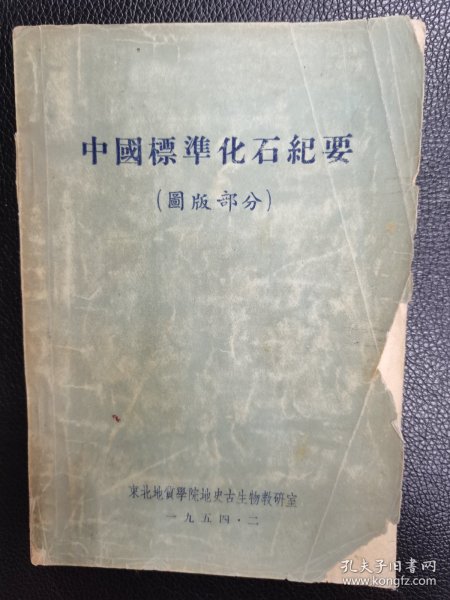 中國標準化石紀要
(圖版部分)
東北地質學院地史古生物教研室
一九五四·二
孔夫子旧书网
www.kongfz.com